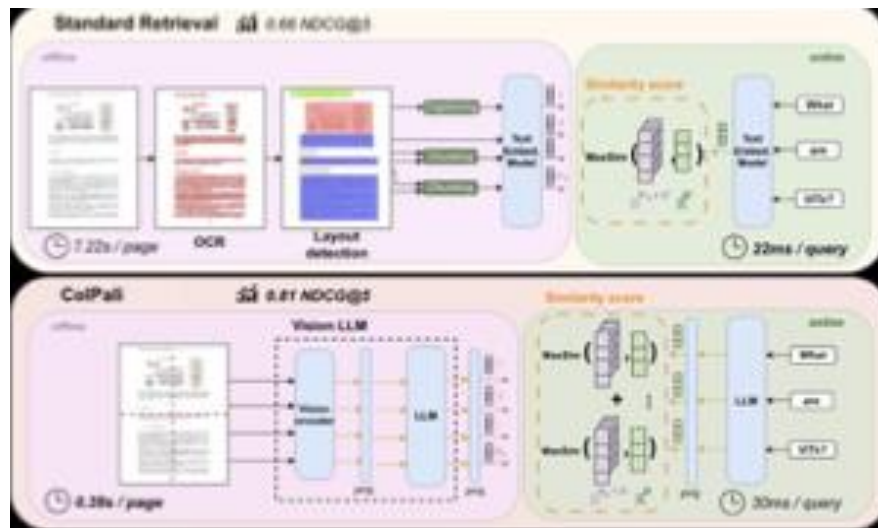 Standard Retrieval 0.66 NDCG@5
offline
online
Similarity score
Text Embed. Model
MaxSim
Text Embed. Model
What
are
ViTs?
OCR
Layout detection
7.22s / page
22ms / query
ColPali 0.81 NDCG@5
Similarity score
offline
online
Vision LLM
Vision encoder
LLM
MaxSim
+
MaxSim
LLM
What
are
ViTs?
0.39s / page
30ms / query